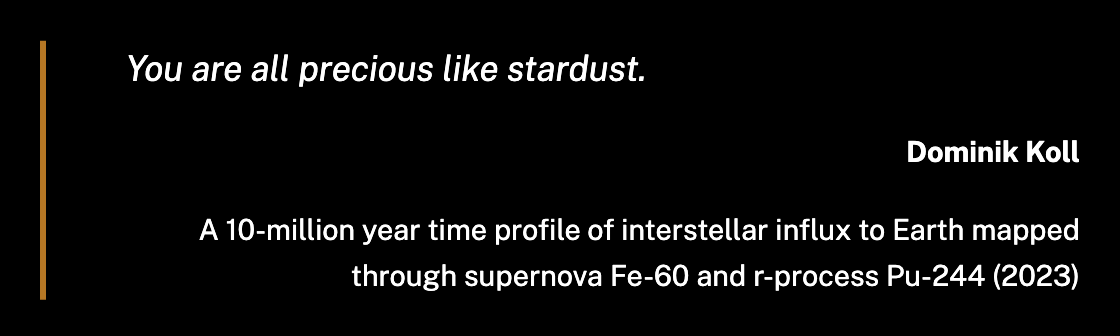 You are all precious like stardust.
Dominik Koll
A 10-million year time profile of interstellar influx to Earth mapped
through supernova Fe-60 and r-process Pu-244 (2023)